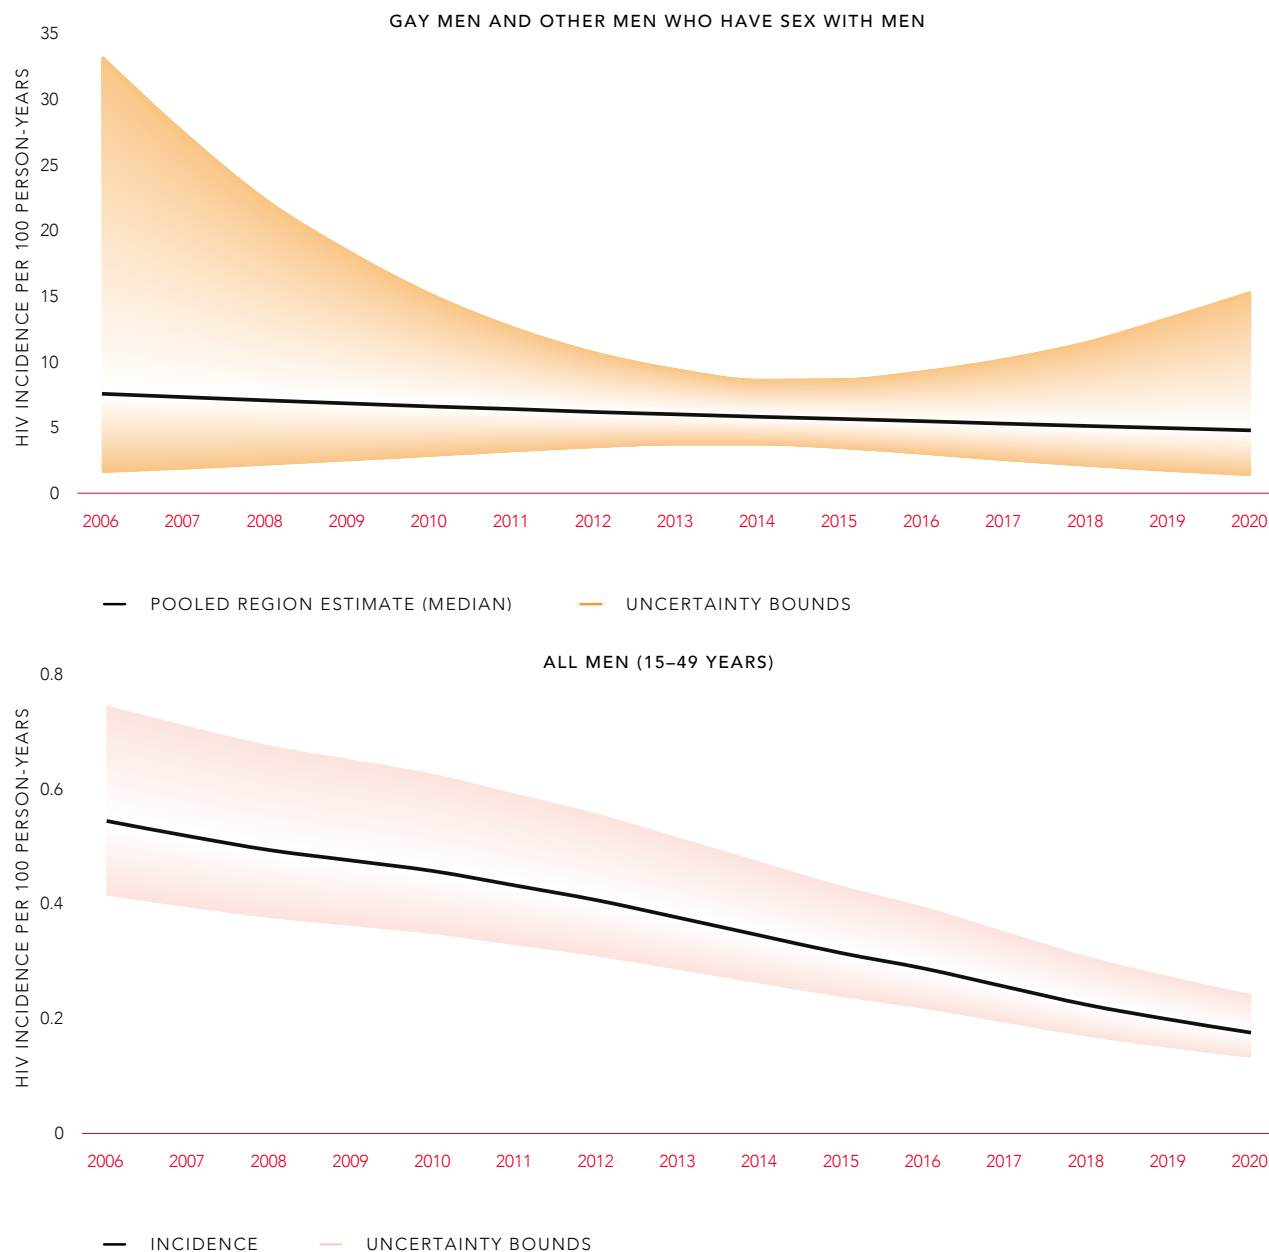 GAY MEN AND OTHER MEN WHO HAVE SEX WITH MEN
HIV INCIDENCE PER 100 PERSON-YEARS
35
30
25
20
15
10
5
0
2006 2007 2008 2009 2010 2011 2012 2013 2014 2015 2016 2017 2018 2019 2020
POOLED REGION ESTIMATE (MEDIAN) UNCERTAINTY BOUNDS
ALL MEN (15–49 YEARS)
HIV INCIDENCE PER 100 PERSON-YEARS
0.8
0.6
0.4
0.2
0
2006 2007 2008 2009 2010 2011 2012 2013 2014 2015 2016 2017 2018 2019 2020
INCIDENCE UNCERTAINTY BOUNDS